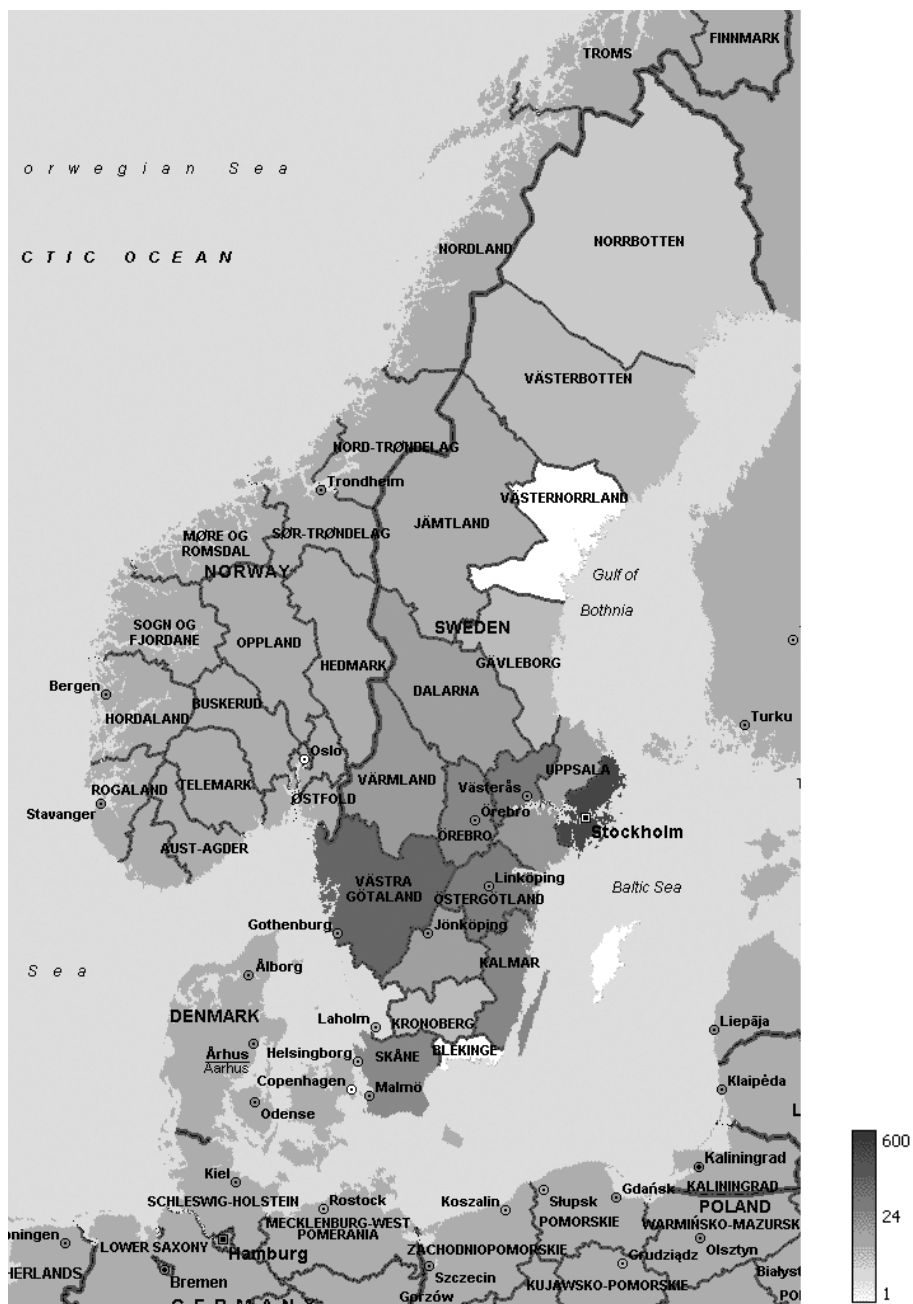 FINNMARK
TROMS
orwegian Sea
NORRBOTTEN
NORDLAND
CTIC OCEAN
VÄSTERBOTTEN
NORD-TRØNDELAG
Trondheim
VÄSTERNORRLAND
JÄMTLAND
MØRE OG
ROMSDAL
SØR-TRØNDELAG
NORWAY
Gulf of
Bothnia
SOGN OG
FJORDANE
OPPLAND
SWEDEN
HEDMARK
GÄVLEBORG
DALARNA
Bergen
HORDALAND
BUSKERUD
Turku
Oslo
UPPSALA
VÄRMLAND
TELEMARK
ROGALAND
Västerås
ØSTFOLD
Stavanger
Örebro
ÖREBRO
Stockholm
AUST-AGDER
VÄSTRA
GÖTALAND
Linköping
ÖSTERGÖTLAND
Baltic Sea
Gothenburg
Jönköping
KALMAR
Sea
Ålborg
DENMARK
Laholm
KRONOBERG
Liepāja
Århus
Aarhus
Helsingborg
SKÅNE
BLEKINGE
Copenhagen
Malmö
Klaipėda
Odense
L
600
Kaliningrad
Kiel
KALININGRAD
SCHLESWIG-HOLSTEIN
Rostock
Koszalin
Słupsk
Gdańsk
POLAND
MECKLENBURG-WEST
POMERANIA
POMORSKIE
WARMIŃSKO-MAZURSK
24
oningen
LOWER SAXONY
Hamburg
ZACHODNIOPOMORSKIE
Grudziądz
Olsztyn
HERLANDS
Bremen
Szczecin
KUJAWSKO-POMORSKIE
Białyst
GERMANY
Gorzów
PO
1